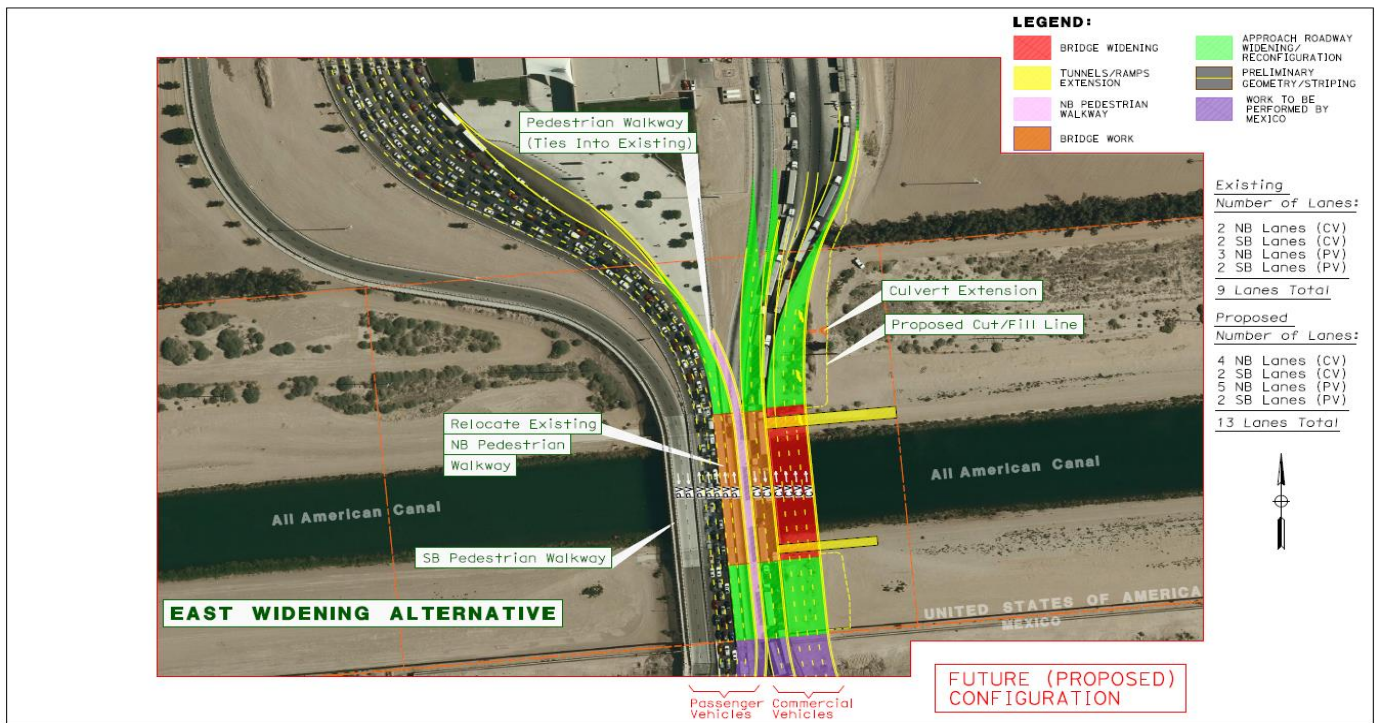 LEGEND:
BRIDGE WIDENING
TUNNELS/RAMPS
EXTENSION
NB PEDESTRIAN
WALKWAY
BRIDGE WORK
APPROACH ROADWAY
WIDENING/
RECONFIGURATION
PRELIMINARY
GEOMETRY/STRIPING
WORK TO BE
PERFORMED BY
MEXICO
Pedestrian Walkway
(Ties Into Existing)
Existing
Number of Lanes:
2 NB Lanes (CV)
2 SB Lanes (CV)
3 NB Lanes (PV)
2 SB Lanes (PV)
9 Lanes Total
Proposed
Number of Lanes:
4 NB Lanes (CV)
2 SB Lanes (CV)
5 NB Lanes (PV)
2 SB Lanes (PV)
13 Lanes Total
Culvert Extension
Proposed Cut/Fill Line
Relocate Existing
NB Pedestrian
Walkway
All American Canal
All American Canal
SB Pedestrian Walkway
EAST WIDENING ALTERNATIVE
UNITED STATES OF AMERICA
MEXICO
FUTURE (PROPOSED)
CONFIGURATION
Passenger
Vehicles
Commercial
Vehicles